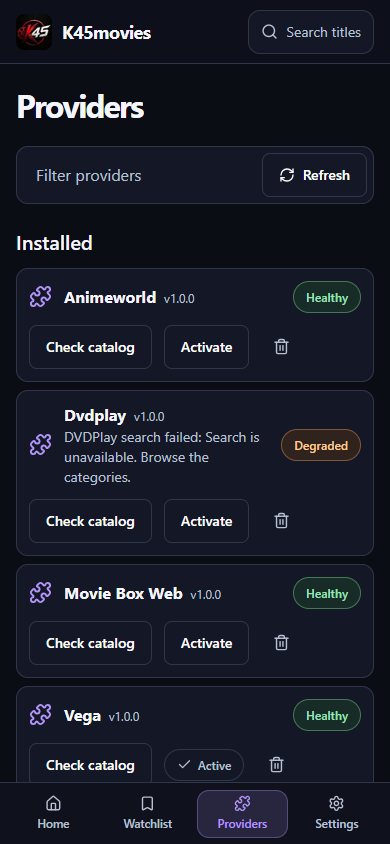 K45 K45movies Search titles
Providers
Filter providers Refresh
Installed
Animeworld v1.0.0 Healthy
Check catalog Activate
Dvdplay v1.0.0
DVDPlay search failed: Search is
unavailable. Browse the
categories.
Degraded
Check catalog Activate
Movie Box Web v1.0.0 Healthy
Check catalog Activate
Vega v1.0.0 Healthy
Check catalog Active
Home Watchlist Providers Settings